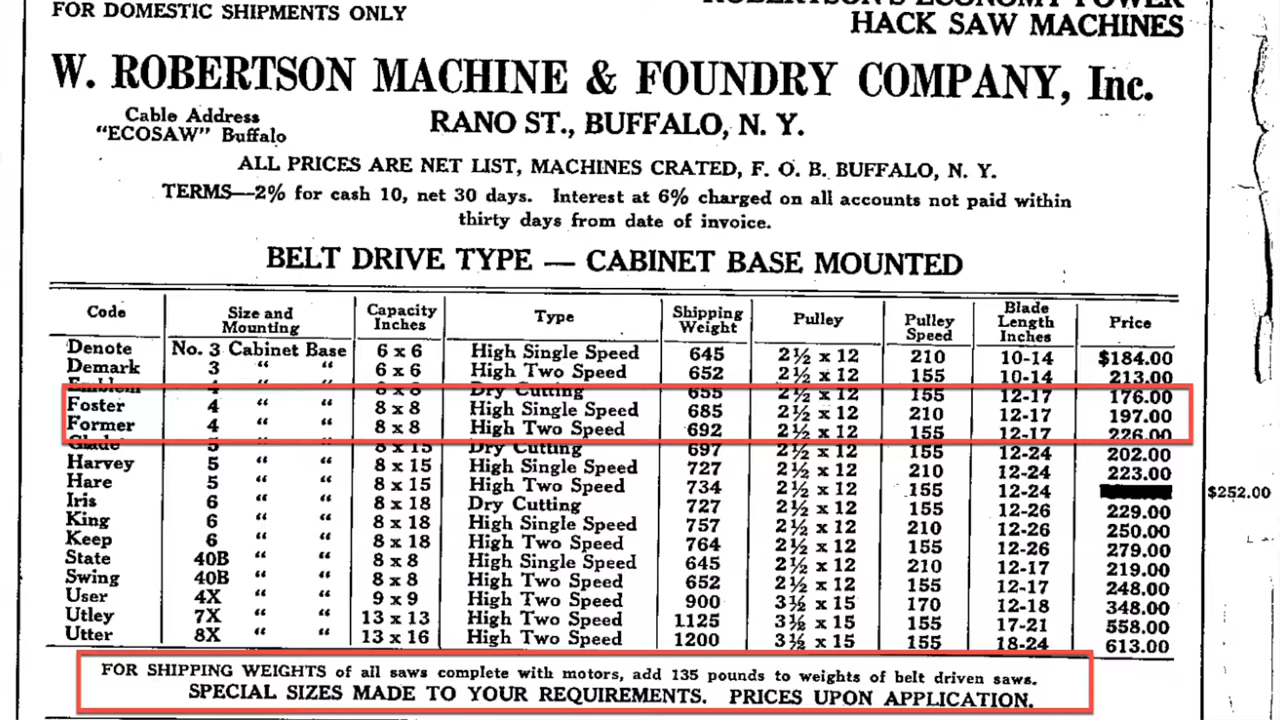 FOR DOMESTIC SHIPMENTS ONLY
ROBERTSON'S ECONOMY POWER
HACK SAW MACHINES
W. ROBERTSON MACHINE & FOUNDRY COMPANY, Inc.
Cable Address
"ECOSAW" Buffalo
RANO ST., BUFFALO, N. Y.
ALL PRICES ARE NET LIST, MACHINES CRATED, F. O. B. BUFFALO, N. Y.
TERMS—2% for cash 10, net 30 days. Interest at 6% charged on all accounts not paid within
thirty days from date of invoice.
BELT DRIVE TYPE — CABINET BASE MOUNTED
Code Size and Mounting Capacity Inches Type Shipping Weight Pulley Pulley Speed Blade Length Inches Price
Denote No. 3 Cabinet Base 6 x 6 High Single Speed 645 2½ x 12 210 10-14 $184.00
Demark 3 " " 6 x 6 High Two Speed 652 2½ x 12 155 10-14 213.00
Emblem 4 " " 8 x 8 Dry Cutting 655 2½ x 12 155 12-17 176.00
Foster 4 " " 8 x 8 High Single Speed 685 2½ x 12 210 12-17 197.00
Former 4 " " 8 x 8 High Two Speed 692 2½ x 12 155 12-17 226.00
Glade 5 " " 8 x 15 Dry Cutting 697 2½ x 12 155 12-24 202.00
Harvey 5 " " 8 x 15 High Single Speed 727 2½ x 12 210 12-24 223.00
Hare 5 " " 8 x 15 High Two Speed 734 2½ x 12 155 12-24 $252.00
Iris 6 " " 8 x 18 Dry Cutting 727 2½ x 12 155 12-26 229.00
King 6 " " 8 x 18 High Single Speed 757 2½ x 12 210 12-26 250.00
Keep 6 " " 8 x 18 High Two Speed 764 2½ x 12 155 12-26 279.00
State 40B " " 8 x 8 High Single Speed 645 2½ x 12 210 12-17 219.00
Swing 40B " " 8 x 8 High Two Speed 652 2½ x 12 155 12-17 248.00
User 4X " " 9 x 9 High Two Speed 900 3½ x 15 170 12-18 348.00
Utley 7X " " 13 x 13 High Two Speed 1125 3½ x 15 155 17-21 558.00
Utter 8X " " 13 x 16 High Two Speed 1200 3½ x 15 155 18-24 613.00
FOR SHIPPING WEIGHTS of all saws complete with motors, add 135 pounds to weights of belt driven saws.
SPECIAL SIZES MADE TO YOUR REQUIREMENTS. PRICES UPON APPLICATION.